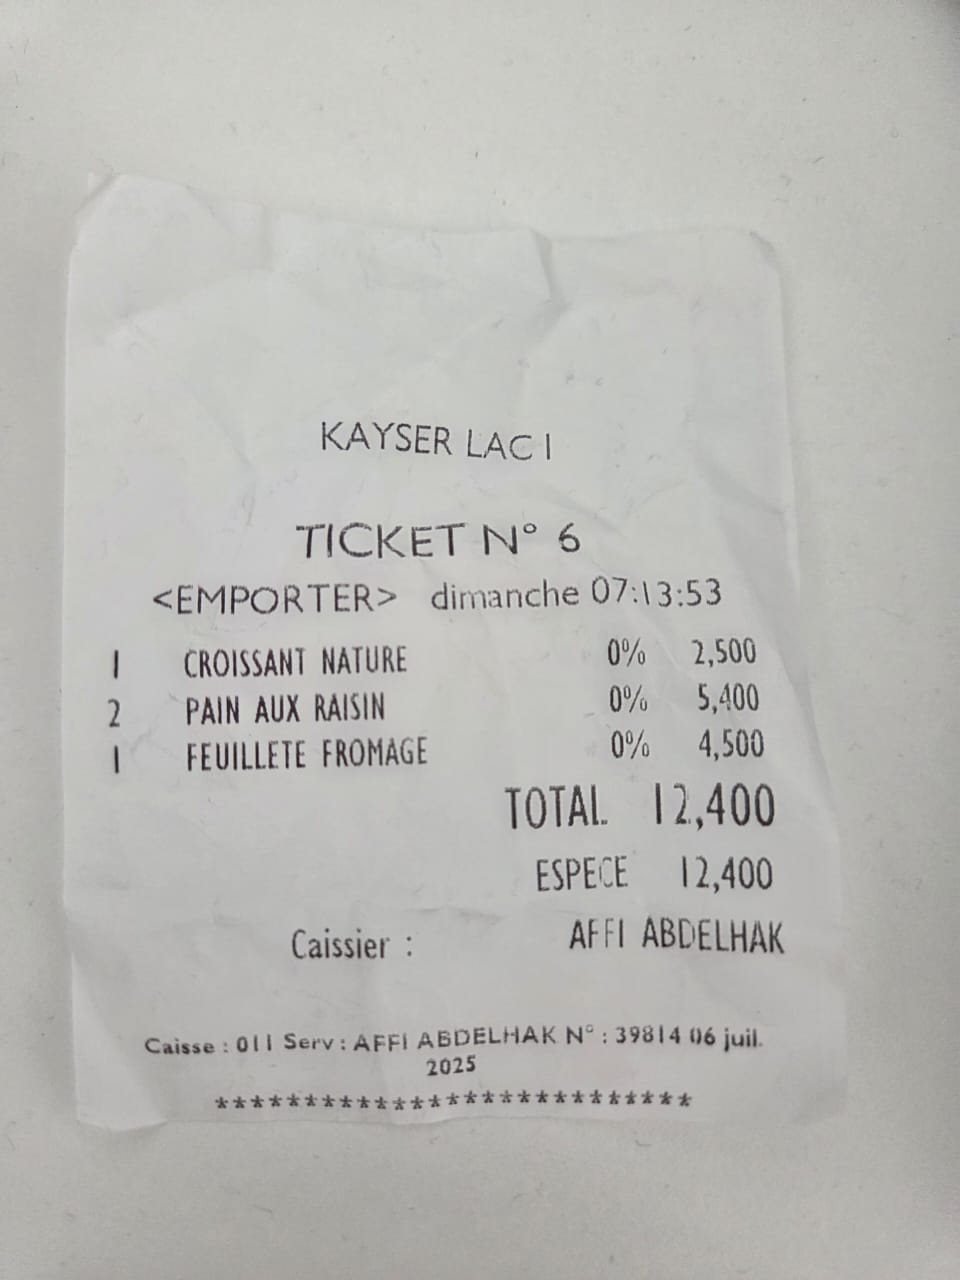 KAYSER LAC 1
TICKET N° 6
<EMPORTER> dimanche 07:13:53
1 CROISSANT NATURE 0% 2,500
2 PAIN AUX RAISIN 0% 5,400
1 FEUILLETE FROMAGE 0% 4,500
TOTAL 12,400
ESPECE 12,400
Caissier : AFFI ABDELHAK
Caisse : 011 Serv : AFFI ABDELHAK N° : 39814 06 juil.
2025
***************************